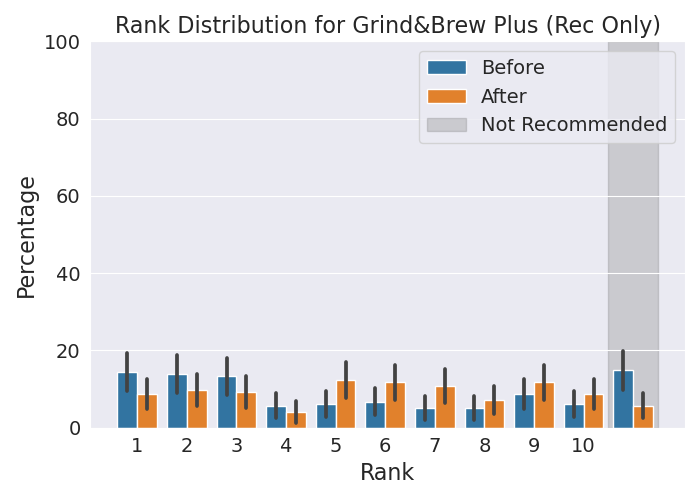 Rank Distribution for Grind&Brew Plus (Rec Only)
100
80
60
40
20
0
Percentage
Before
After
Not Recommended
1 2 3 4 5 6 7 8 9 10
Rank